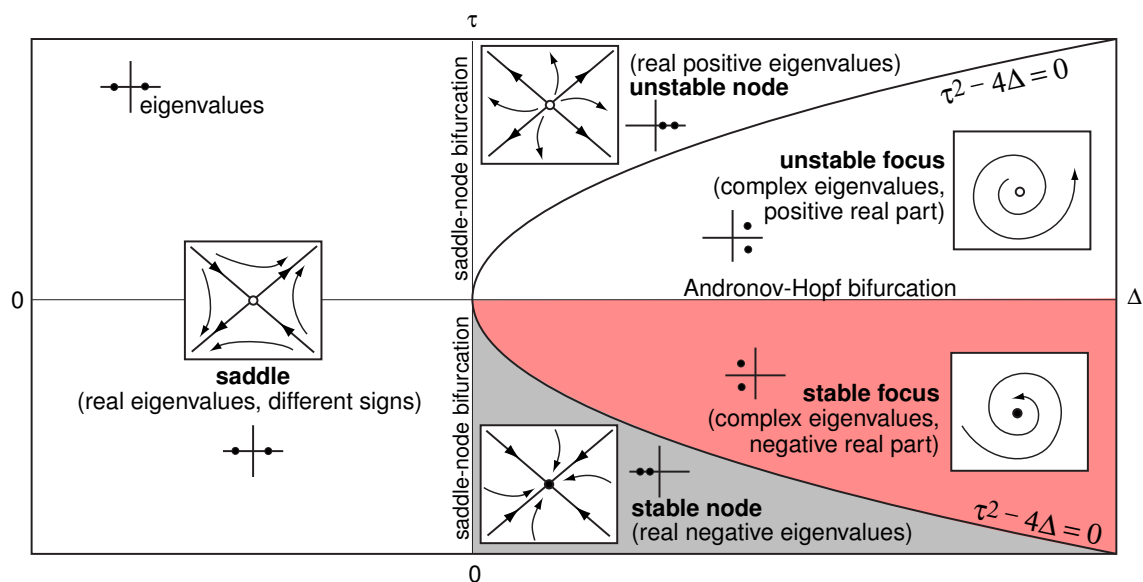 τ
eigenvalues
saddle-node bifurcation
(real positive eigenvalues)
unstable node
τ²−4Δ=0
unstable focus
(complex eigenvalues,
positive real part)
0
Andronov-Hopf bifurcation
Δ
saddle
(real eigenvalues, different signs)
saddle-node bifurcation
stable focus
(complex eigenvalues,
negative real part)
stable node
(real negative eigenvalues)
τ²−4Δ=0
0